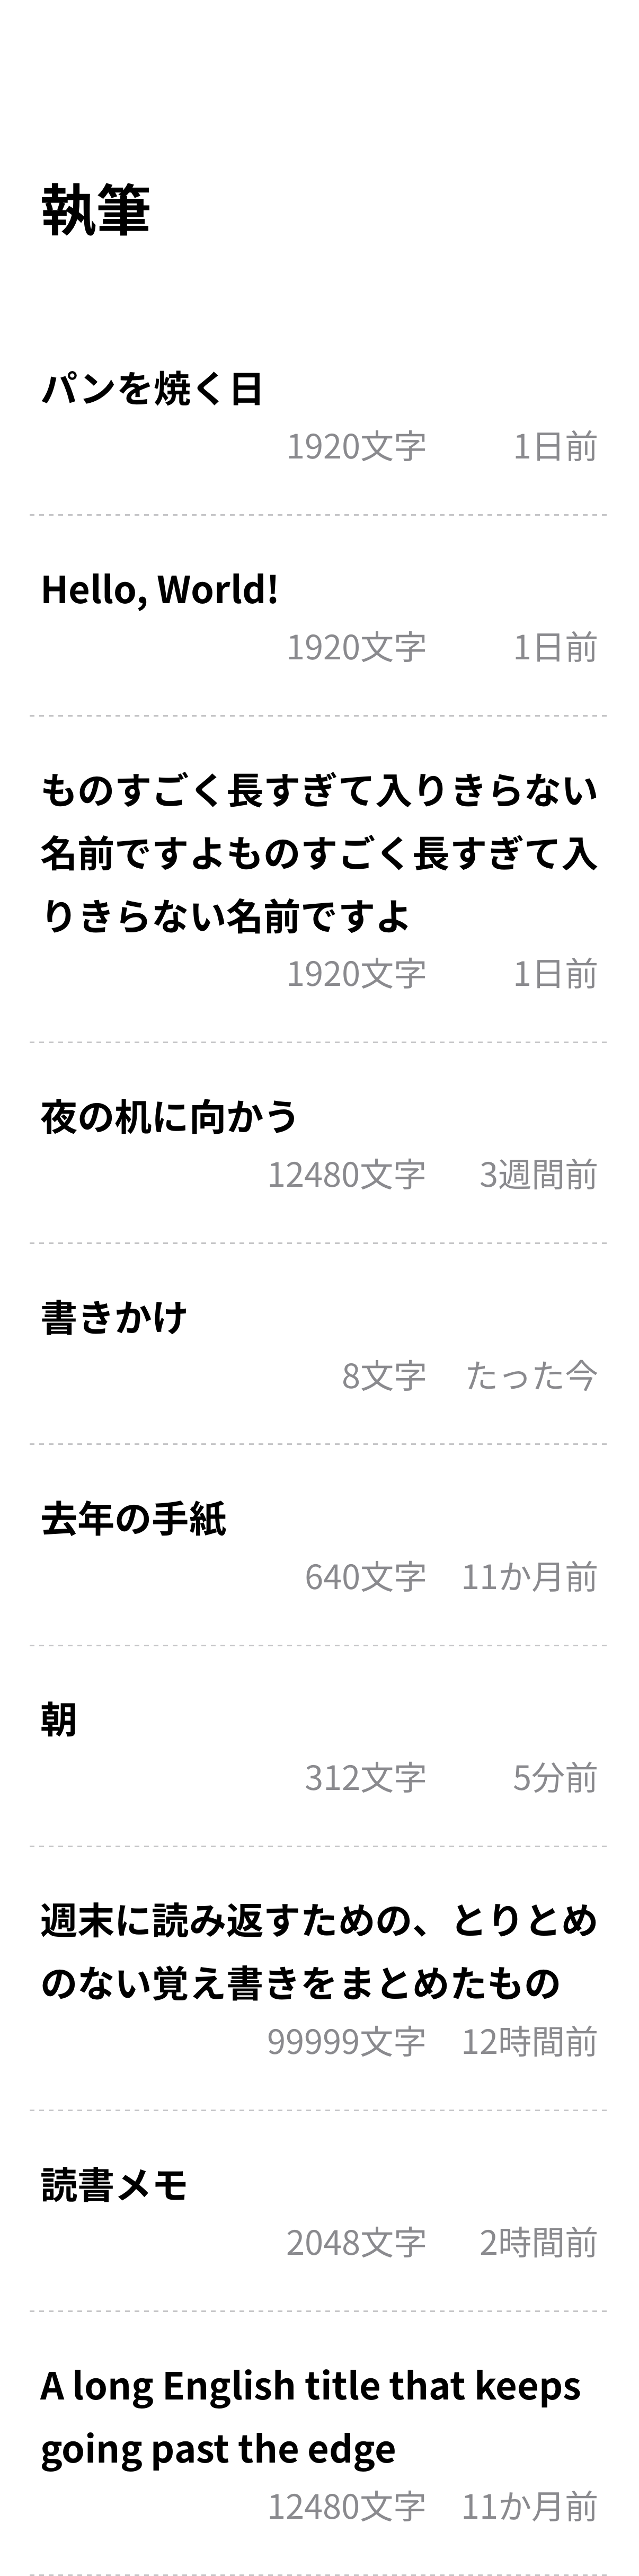 執筆
パンを焼く日
1920文字 1日前
Hello, World!
1920文字 1日前
ものすごく長すぎて入りきらない
名前ですよものすごく長すぎて入
りきらない名前ですよ
1920文字 1日前
夜の机に向かう
12480文字 3週間前
書きかけ
8文字 たった今
去年の手紙
640文字 11か月前
朝
312文字 5分前
週末に読み返すための、とりとめ
のない覚え書きをまとめたもの
99999文字 12時間前
読書メモ
2048文字 2時間前
A long English title that keeps
going past the edge
12480文字 11か月前